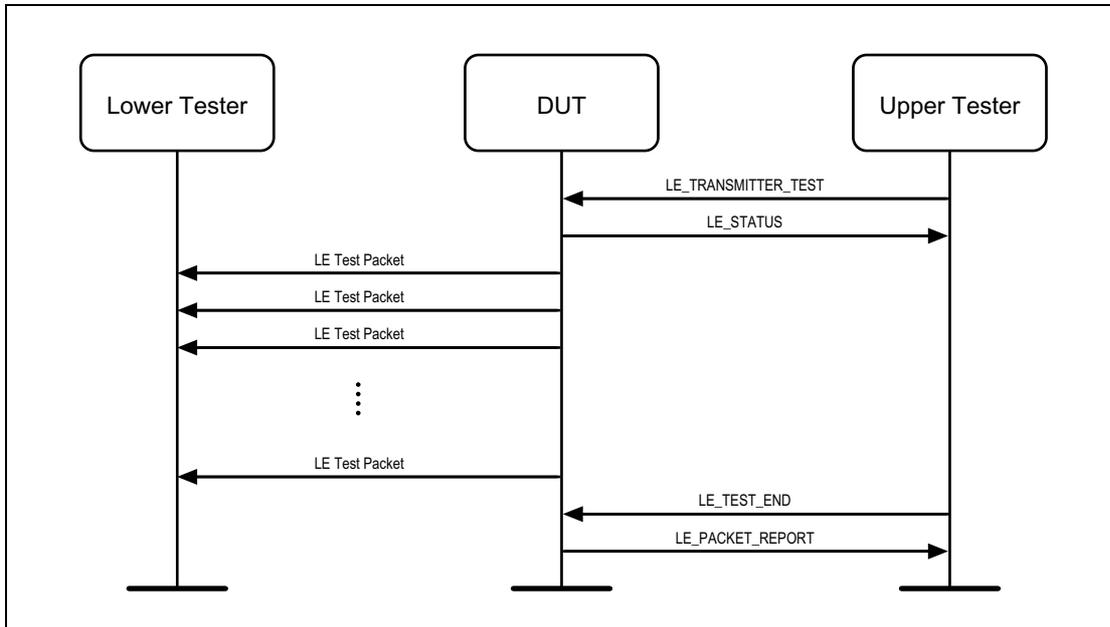 Lower Tester
DUT
Upper Tester
LE_TRANSMITTER_TEST
LE_STATUS
LE Test Packet
LE Test Packet
LE Test Packet
LE Test Packet
LE_TEST_END
LE_PACKET_REPORT